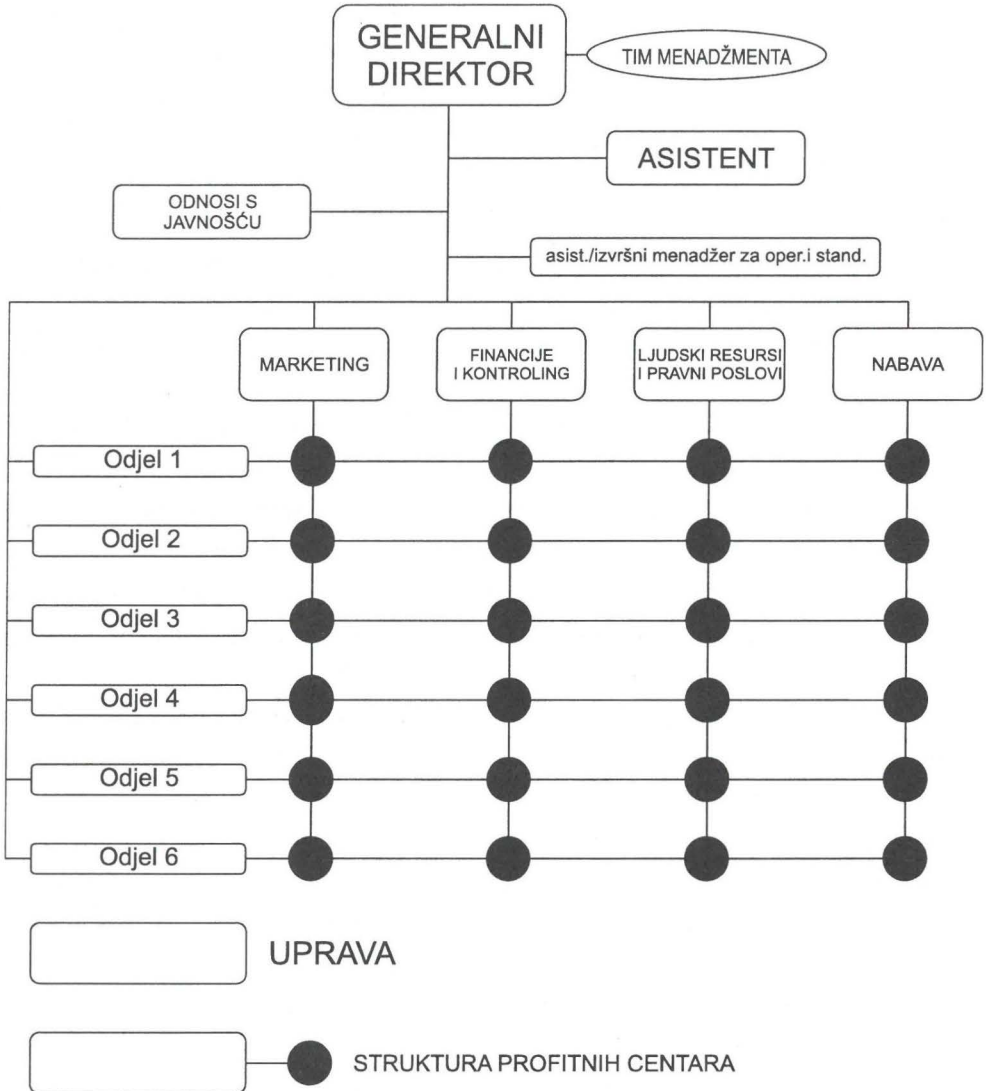 GENERALNI
DIREKTOR
TIM MENADŽMENTA
ASISTENT
ODNOSI S
JAVNOŠĆU
asist./izvršni menadžer za oper.i stand.
MARKETING
FINANCIJE
I KONTROLING
LJUDSKI RESURSI
I PRAVNI POSLOVI
NABAVA
Odjel 1
Odjel 2
Odjel 3
Odjel 4
Odjel 5
Odjel 6
UPRAVA
STRUKTURA PROFITNIH CENTARA